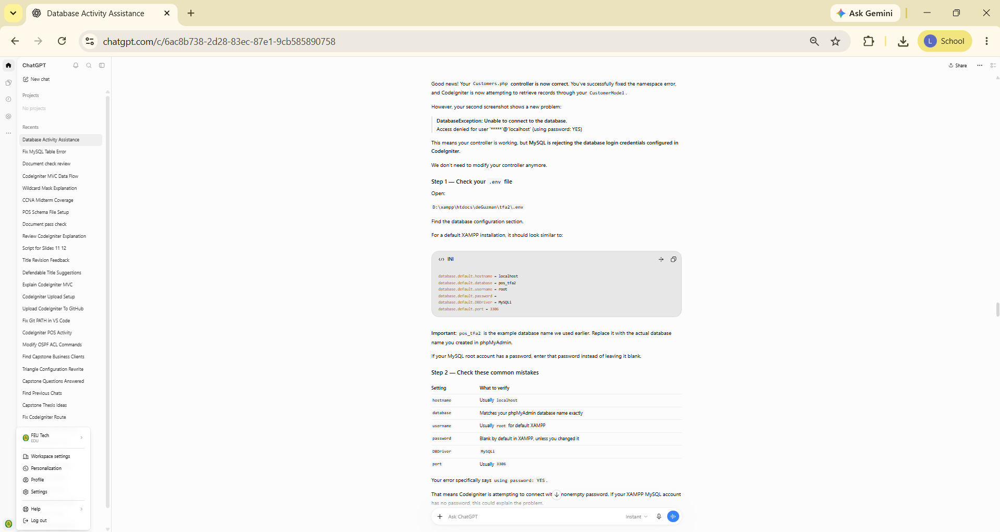 Database Activity Assistance
Ask Gemini
chatgpt.com/c/6ac8b738-2d28-83ec-87e1-9cb585890758
L School
ChatGPT
New chat
Projects
No projects
Recents
Database Activity Assistance
Fix MySQL Table Error
Document check review
CodeIgniter MVC Data Flow
Wildcard Mask Explanation
CCNA Midterm Coverage
POS Schema File Setup
Document pass check
Review CodeIgniter Explanation
Script for Slides 11 12
Title Revision Feedback
Defendable Title Suggestions
Explain CodeIgniter MVC
CodeIgniter Upload Setup
Upload CodeIgniter To GitHub
Fix Git PATH in VS Code
CodeIgniter POS Activity
Modify OSPF ACL Commands
Find Capstone Business Clients
Triangle Configuration Rewrite
Capstone Questions Answered
Find Previous Chats
Capstone Thesis Ideas
Fix CodeIgniter Route
FEU Tech
EDU
Workspace settings
Personalization
Profile
Settings
Help
Log out
Share
Good news! Your Customers.php controller is now correct. You've successfully fixed the namespace error,
and CodeIgniter is now attempting to retrieve records through your CustomerModel.
However, your second screenshot shows a new problem:
DatabaseException: Unable to connect to the database.
Access denied for user '*****'@'localhost' (using password: YES)
This means your controller is working, but MySQL is rejecting the database login credentials configured in
CodeIgniter.
We don't need to modify your controller anymore.
Step 1 — Check your .env file
Open:
D:\xampp\htdocs\deGuzman\tfa2\.env
Find the database configuration section.
For a default XAMPP installation, it should look similar to:
</> INI
database.default.hostname = localhost
database.default.database = pos_tfa2
database.default.username = root
database.default.password =
database.default.DBDriver = MySQLi
database.default.port = 3306
Important: pos_tfa2 is the example database name we used earlier. Replace it with the actual database
name you created in phpMyAdmin.
If your MySQL root account has a password, enter that password instead of leaving it blank.
Step 2 — Check these common mistakes
Setting What to verify
hostname Usually localhost
database Matches your phpMyAdmin database name exactly
username Usually root for default XAMPP
password Blank by default in XAMPP, unless you changed it
DBDriver MySQLi
port Usually 3306
Your error specifically says using password: YES.
That means CodeIgniter is attempting to connect wit nonempty password. If your XAMPP MySQL account
has no password, this could explain the problem.
Ask ChatGPT
Instant